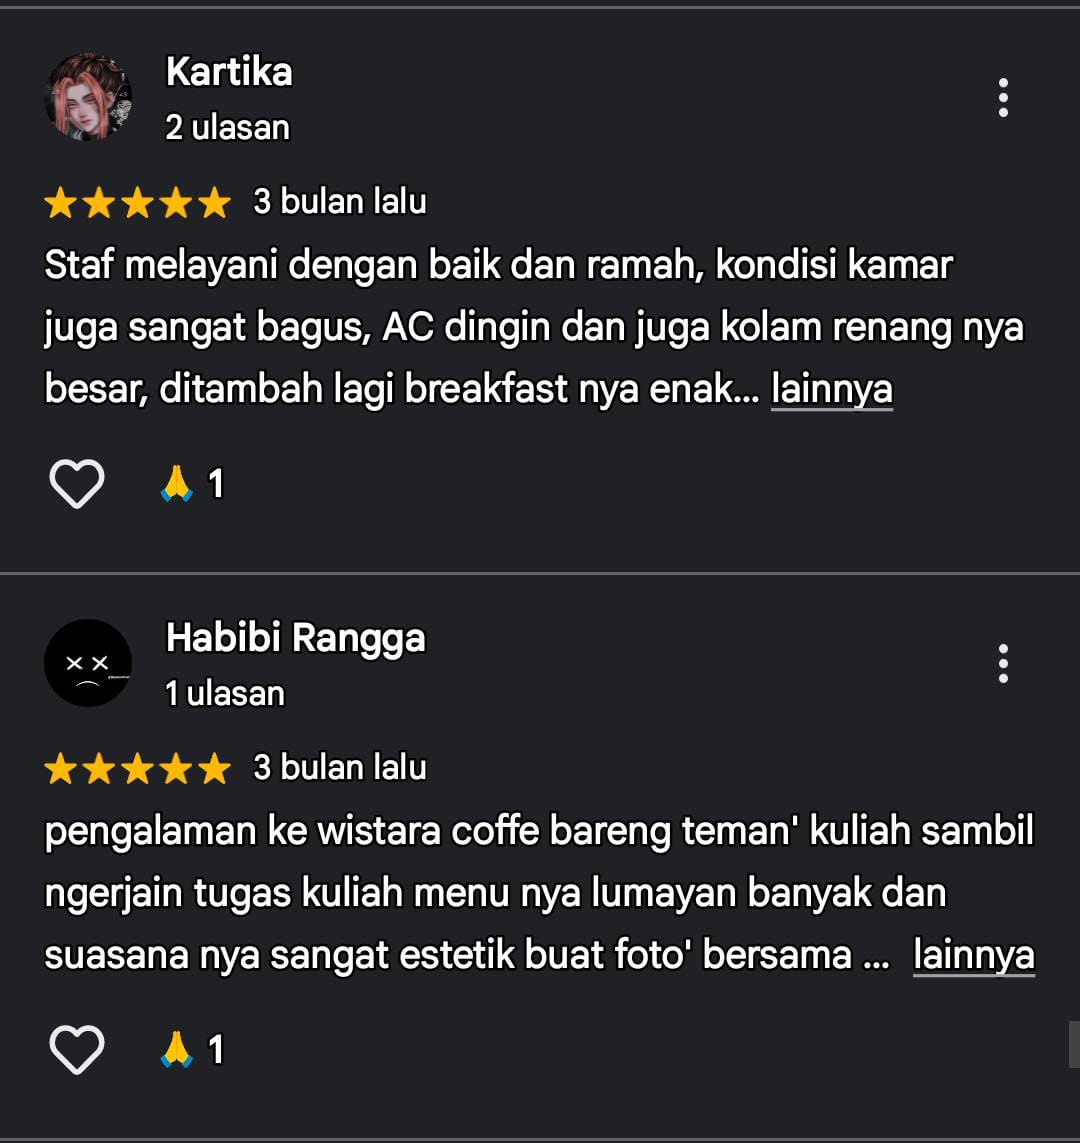 Kartika
2 ulasan
3 bulan lalu
Staf melayani dengan baik dan ramah, kondisi kamar
juga sangat bagus, AC dingin dan juga kolam renang nya
besar, ditambah lagi breakfast nya enak... lainnya
🙏 1
Habibi Rangga
1 ulasan
3 bulan lalu
pengalaman ke wistara coffe bareng teman' kuliah sambil
ngerjain tugas kuliah menu nya lumayan banyak dan
suasana nya sangat estetik buat foto' bersama ... lainnya
🙏 1